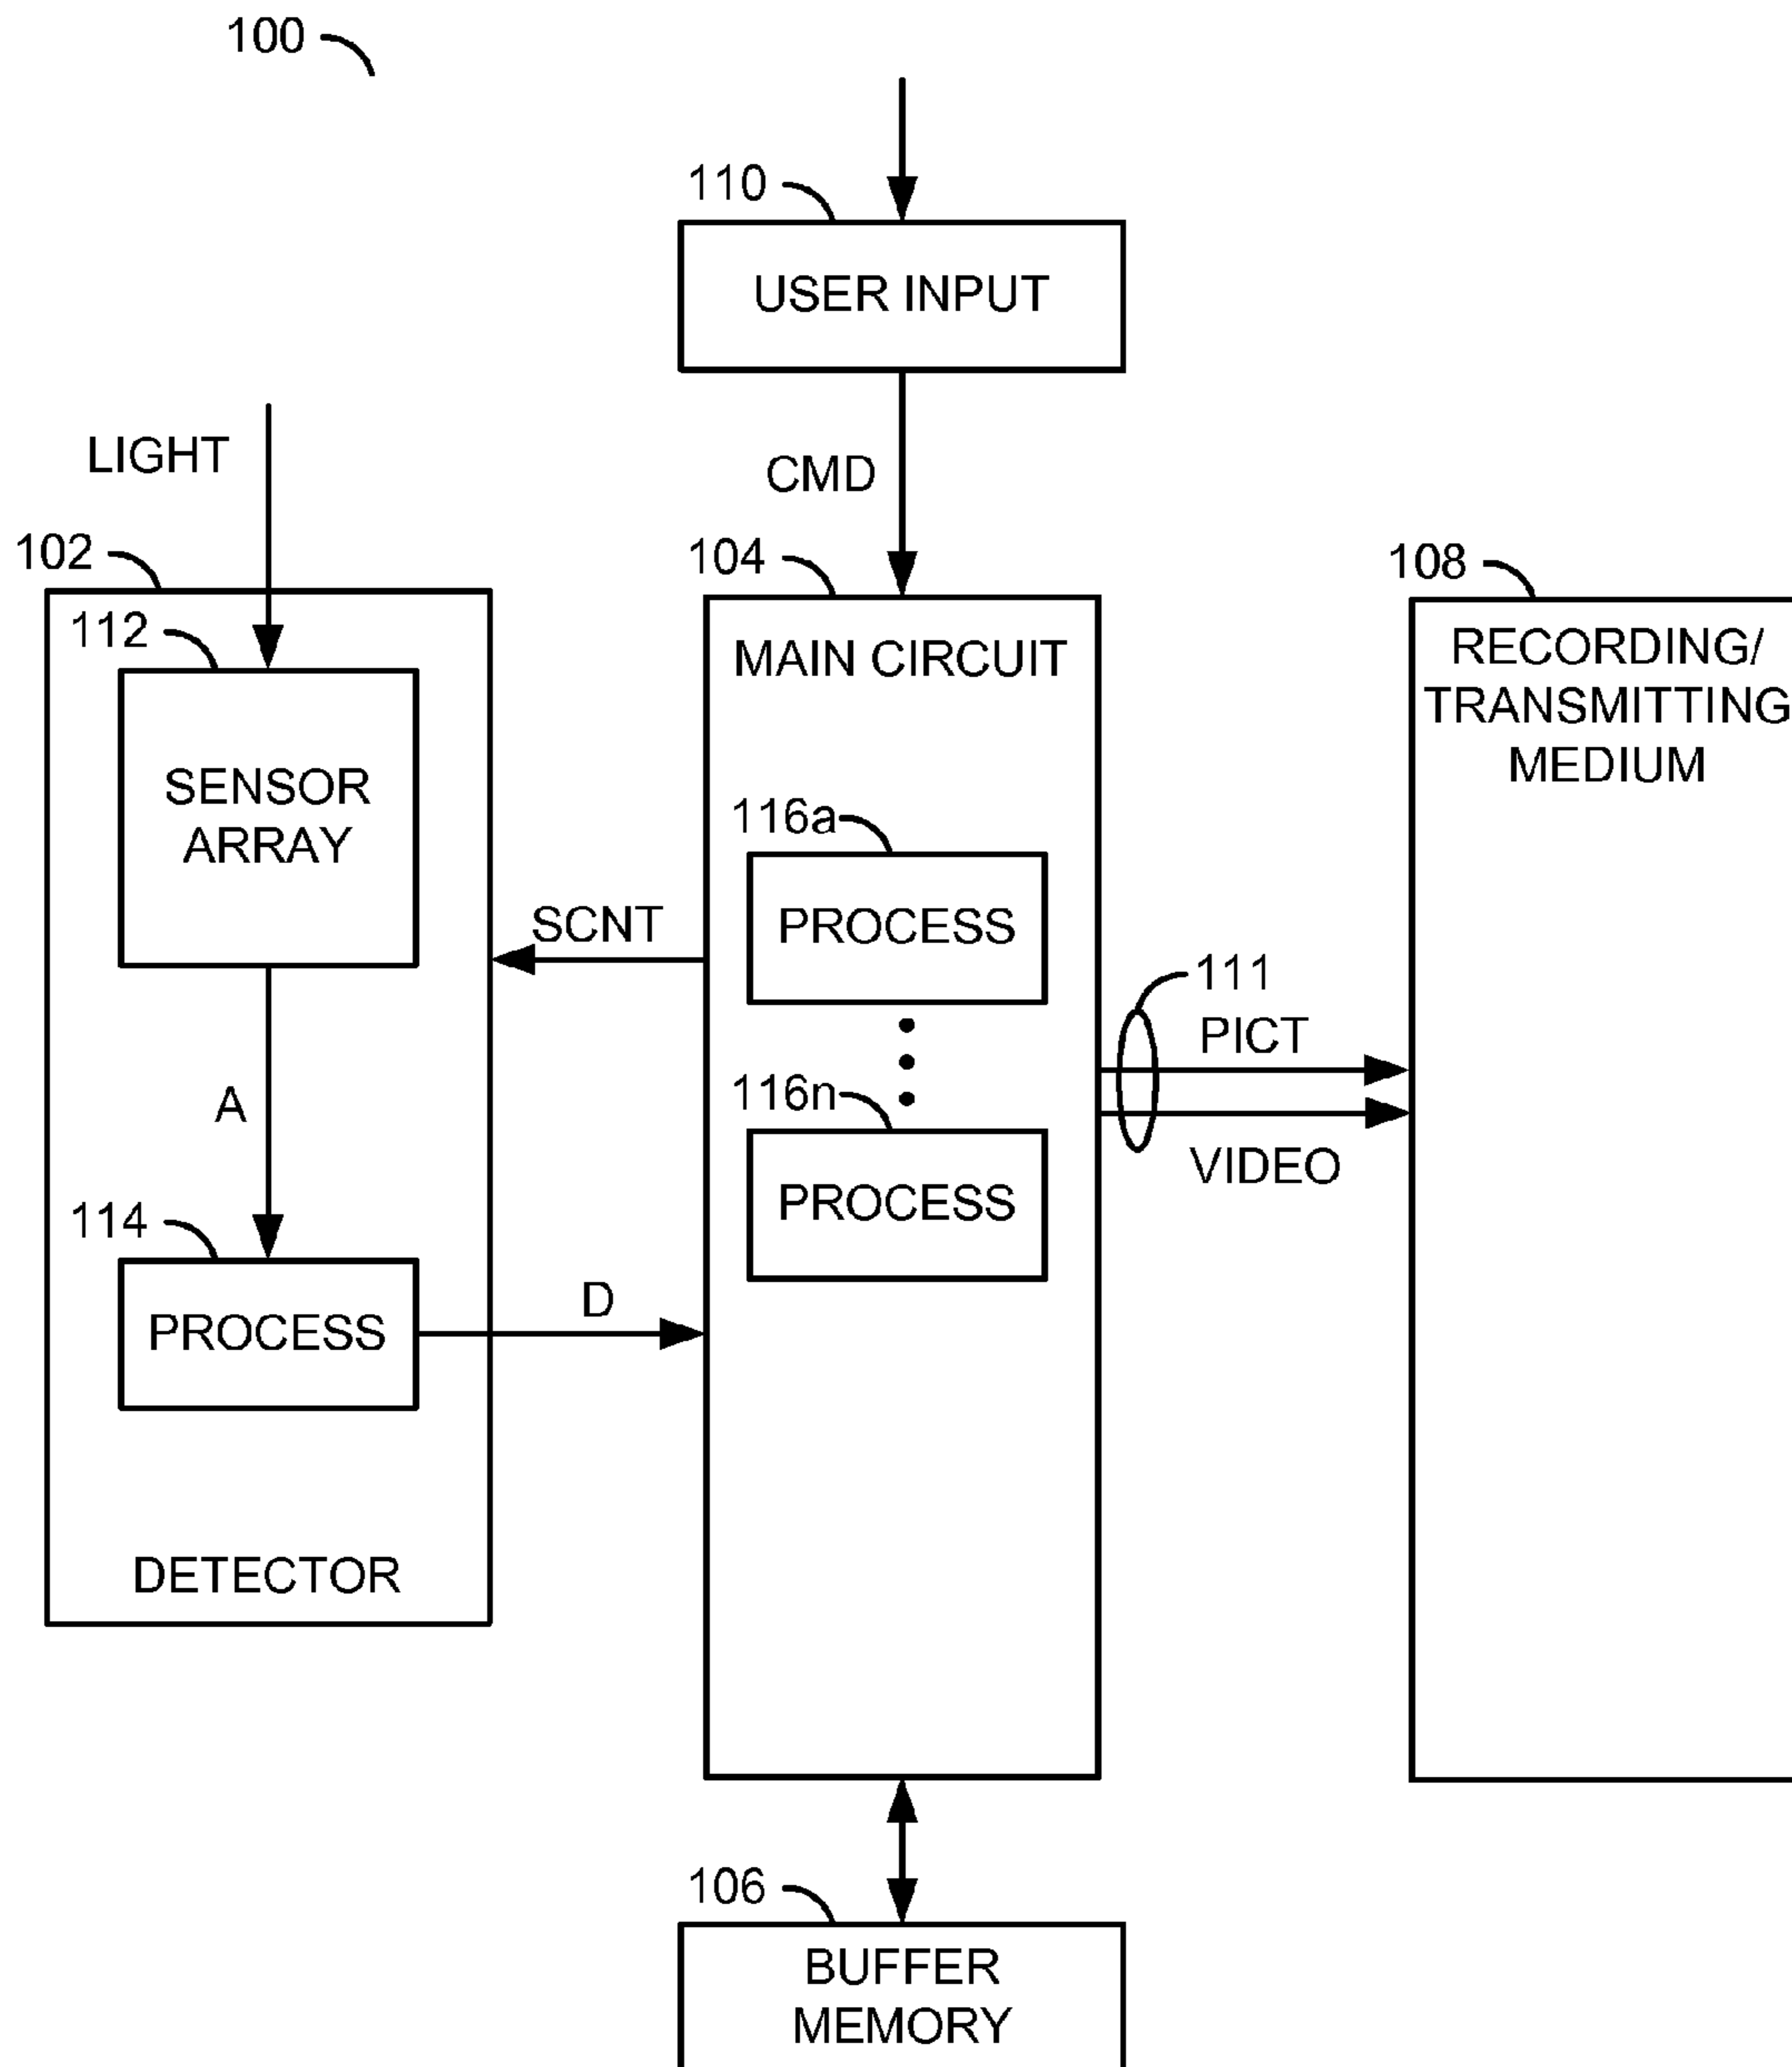 100
110
USER INPUT
LIGHT
CMD
102
104
108
112
MAIN CIRCUIT
RECORDING/
TRANSMITTING
MEDIUM
SENSOR
ARRAY
116a
PROCESS
SCNT
111
PICT
A
116n
VIDEO
PROCESS
114
D
PROCESS
DETECTOR
106
BUFFER
MEMORY